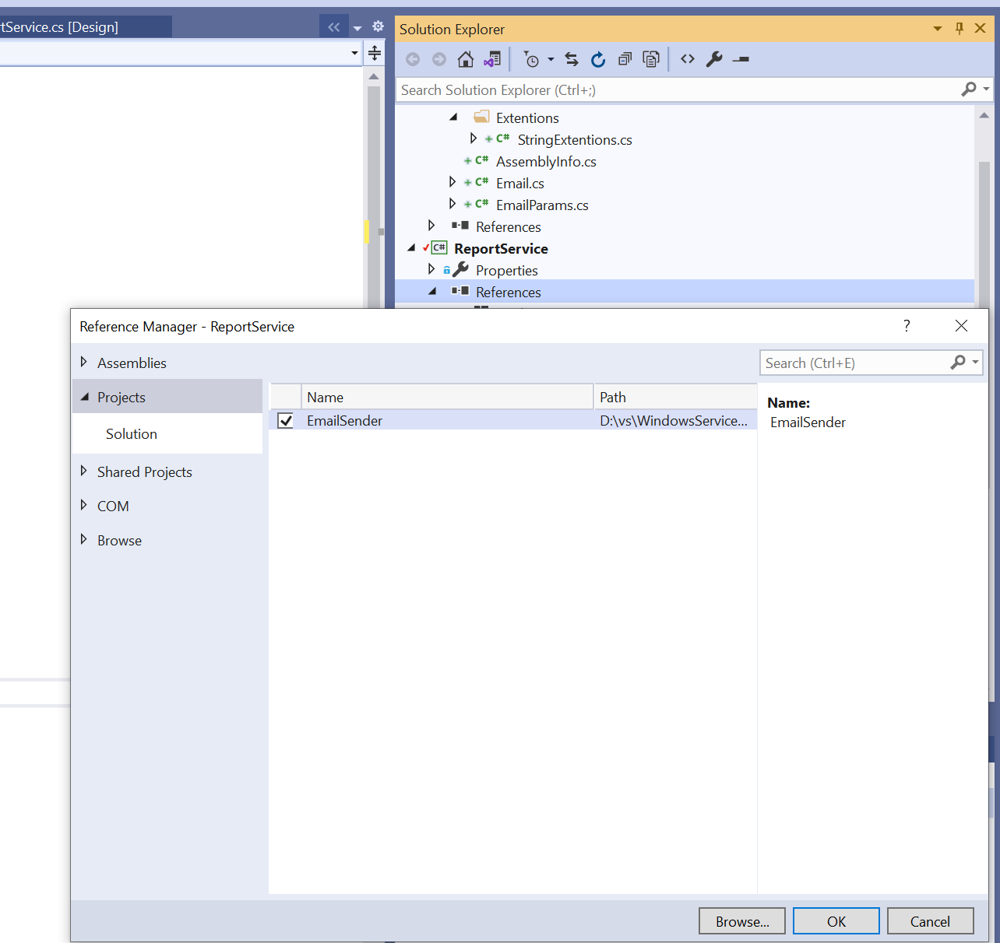 rtService.cs [Design]
Solution Explorer
Search Solution Explorer (Ctrl+;)
Extentions
C# StringExtentions.cs
C# AssemblyInfo.cs
C# Email.cs
C# EmailParams.cs
References
C# ReportService
Properties
References
Reference Manager - ReportService
?
Assemblies
Search (Ctrl+E)
Projects
Name
Path
Name:
EmailSender
D:\vs\WindowsService...
EmailSender
Solution
Shared Projects
COM
Browse
Browse...
OK
Cancel